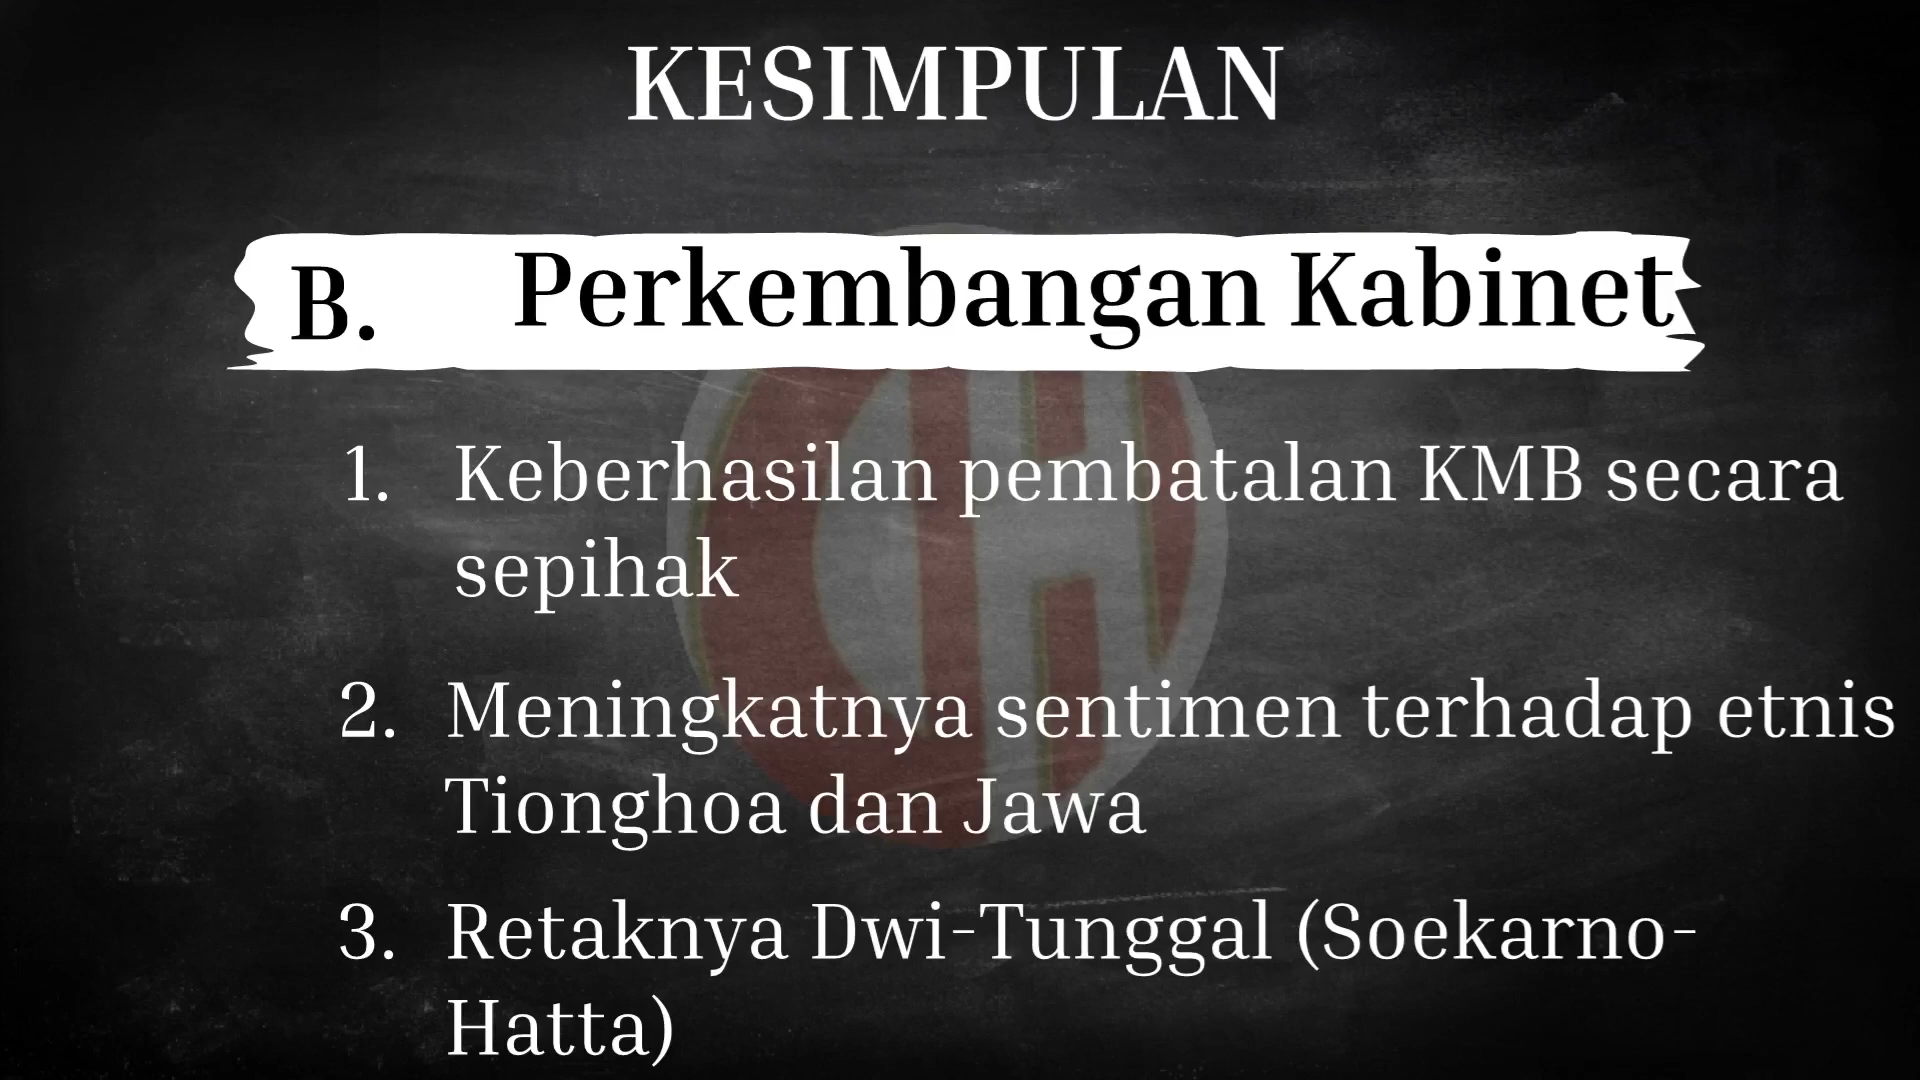 KESIMPULAN
B. Perkembangan Kabinet
1. Keberhasilan pembatalan KMB secara
sepihak
2. Meningkatnya sentimen terhadap etnis
Tionghoa dan Jawa
3. Retaknya Dwi-Tunggal (Soekarno-
Hatta)